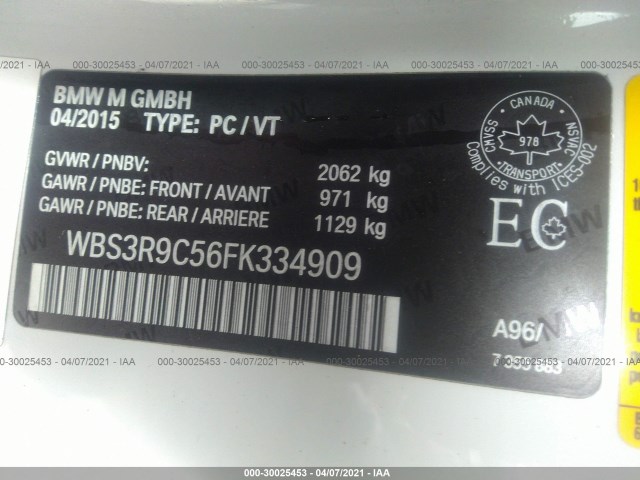 000-30025453 - 04/07/2021 - IAA
BMW M GMBH
04/2015 TYPE: PC / VT
GVWR / PNBV: 2062 kg
GAWR / PNBE: FRONT / AVANT 971 kg
GAWR / PNBE: REAR / ARRIERE 1129 kg
CANADA
CMVSS
NSVAC
978
TRANSPORT
Complies with ICES-002
EC
WBS3R9C56FK334909
A96/
7 355 883
000-30025453 - 04/07/2021 - IAA
000-30025453 - 04/07/2021 - IAA
000-30025453 - 04/07/2021 - IAA